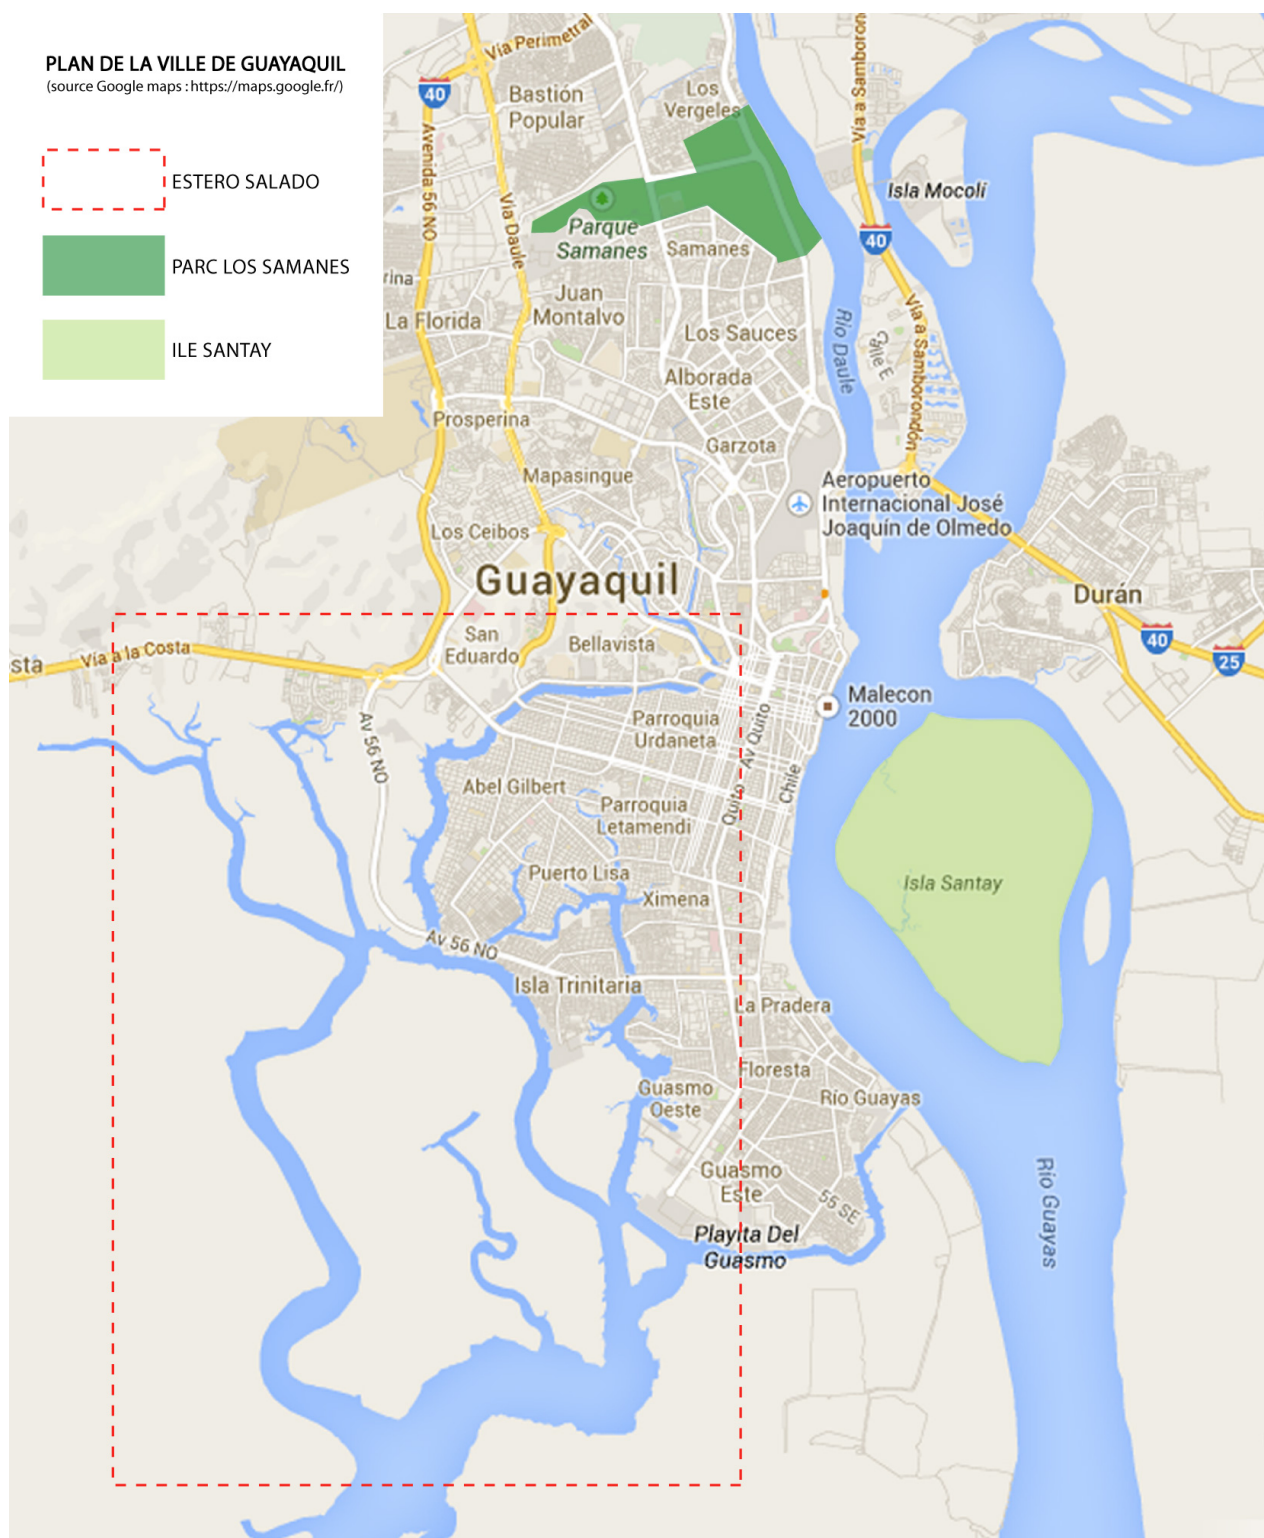 PLAN DE LA VILLE DE GUAYAQUIL
(source Google maps : https://maps.google.fr/)
ESTERO SALADO
PARC LOS SAMANES
ILE SANTAY
Vía Perimetral
40
Bastión
Popular
Los
Vergeles
Vía a Samborondón
Avenida 56 NO
Vía Daule
Isla Mocolí
Parque
Samanes
Samanes
40
rina
Juan
Montalvo
La Florida
Los Sauces
Río Daule
Calle E
Vía a Samborondón
Alborada
Este
Prosperina
Garzota
Mapasingue
Aeropuerto
Internacional José
Joaquín de Olmedo
Los Ceibos
Guayaquil
Durán
40
25
San
Eduardo
Bellavista
sta
Vía a la Costa
Malecon
2000
Av 56 NO
Parroquia
Urdaneta
Av Quito
Quito
Chile
Abel Gilbert
Parroquia
Letamendi
Puerto Lisa
Ximena
Isla Santay
Av 56 NO
Isla Trinitaria
La Pradera
Floresta
Guasmo
Oeste
Río Guayas
Guasmo
Este
55 SE
Río Guayas
Playita Del
Guasmo